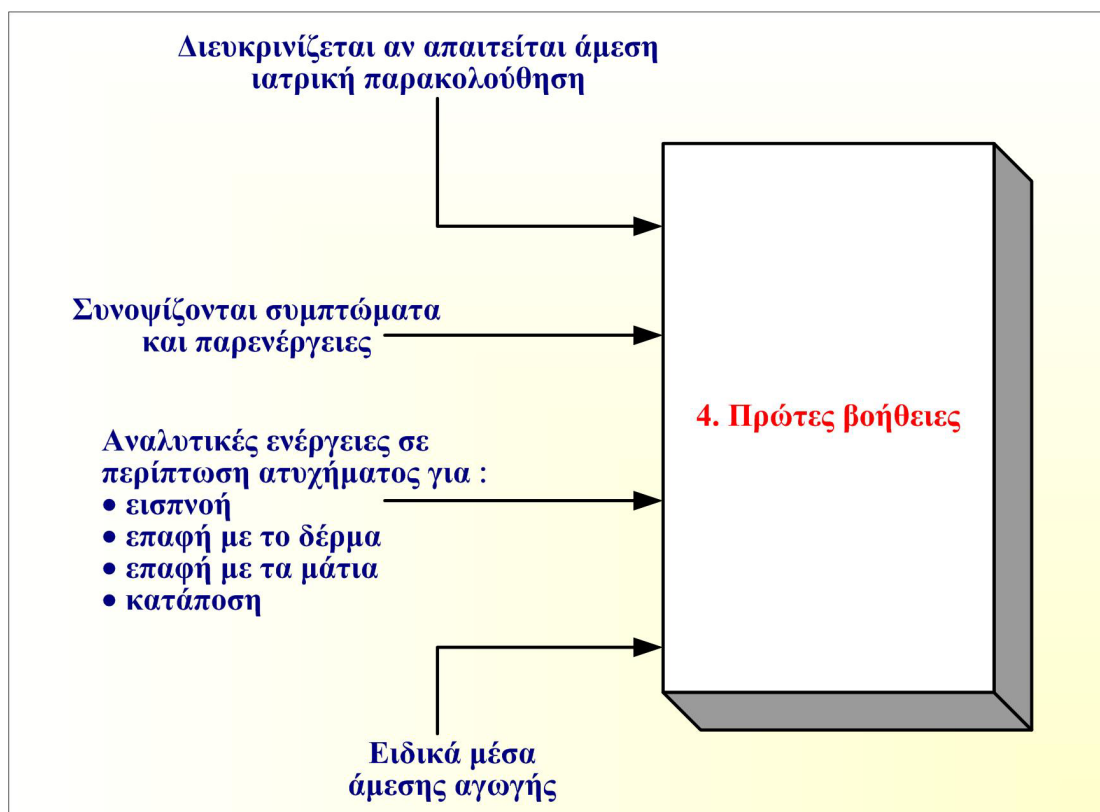 Διευκρινίζεται αν απαιτείται άμεση
ιατρική παρακολούθηση
Συνοψίζονται συμπτώματα
και παρενέργειες
Αναλυτικές ενέργειες σε
περίπτωση ατυχήματος για :
• εισπνοή
• επαφή με το δέρμα
• επαφή με τα μάτια
• κατάποση
Ειδικά μέσα
άμεσης αγωγής
4. Πρώτες βοήθειες